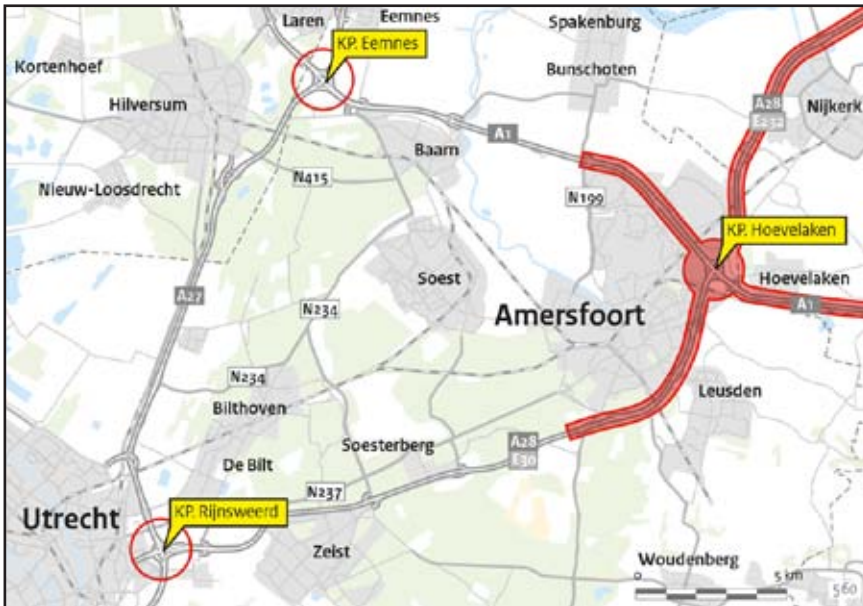 Laren
Eemnes
Spakenburg
KP. Eemnes
Kortenhoef
Bunschoten
Hilversum
A28
E232
Nijkerk
A1
Baarn
Nieuw-Loosdrecht
N415
N199
KP. Hoevelaken
Soest
Hoevelaken
A27
N234
Amersfoort
A1
N234
Bilthoven
Leusden
Soesterberg
A28
E30
De Bilt
N237
Utrecht
KP. Rijnsweerd
Zeist
Woudenberg
0
5 km
560